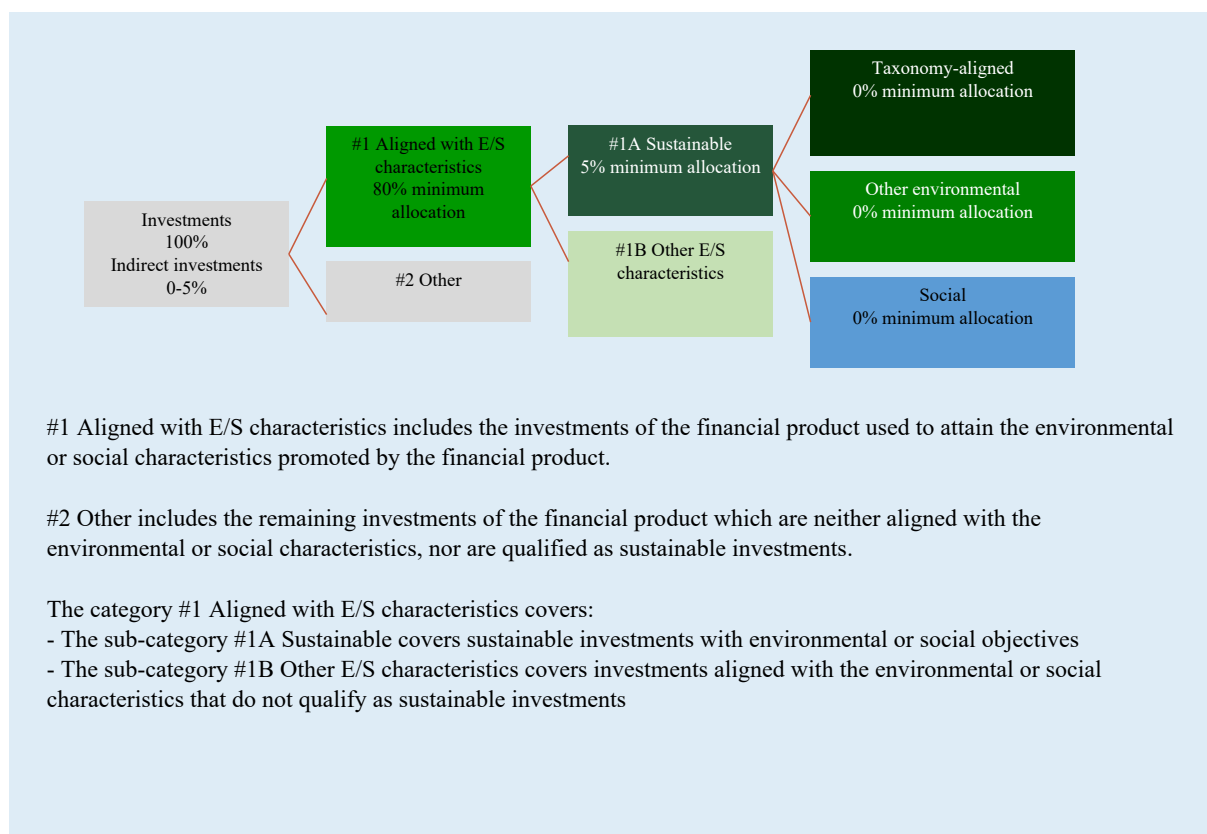 Investments
100%
Indirect investments
0-5%
#1 Aligned with E/S
characteristics
80% minimum
allocation
#2 Other
#1A Sustainable
5% minimum allocation
#1B Other E/S
characteristics
Taxonomy-aligned
0% minimum allocation
Other environmental
0% minimum allocation
Social
0% minimum allocation
#1 Aligned with E/S characteristics includes the investments of the financial product used to attain the environmental
or social characteristics promoted by the financial product.
#2 Other includes the remaining investments of the financial product which are neither aligned with the
environmental or social characteristics, nor are qualified as sustainable investments.
The category #1 Aligned with E/S characteristics covers:
- The sub-category #1A Sustainable covers sustainable investments with environmental or social objectives
- The sub-category #1B Other E/S characteristics covers investments aligned with the environmental or social
characteristics that do not qualify as sustainable investments